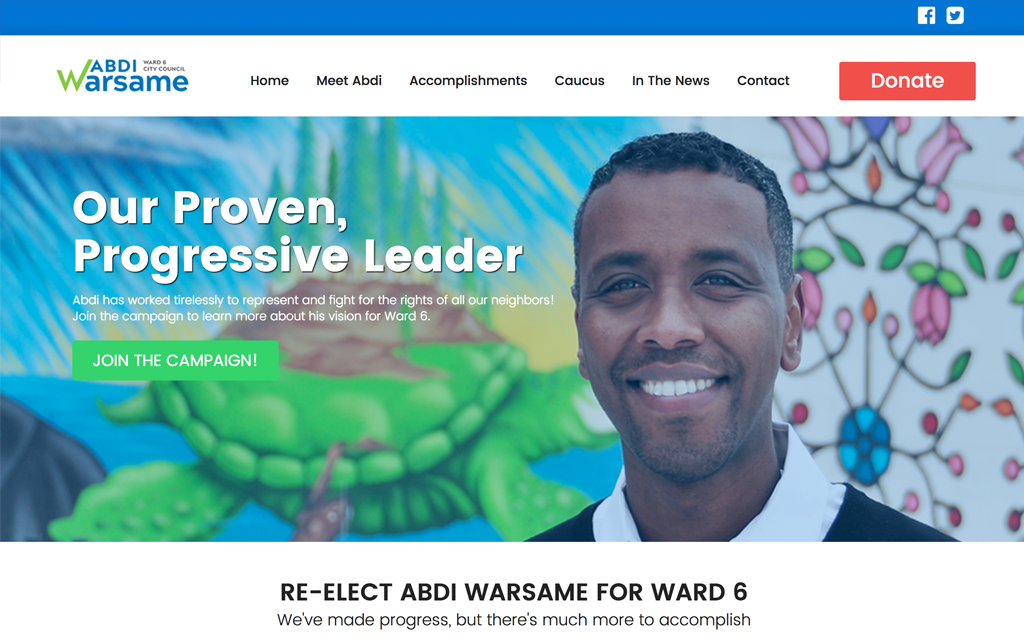 ABDI
WARD 6
CITY COUNCIL
Warsame
Home
Meet Abdi
Accomplishments
Caucus
In The News
Contact
Donate
Our Proven,
Progressive Leader
Abdi has worked tirelessly to represent and fight for the rights of all our neighbors!
Join the campaign to learn more about his vision for Ward 6.
JOIN THE CAMPAIGN!
RE-ELECT ABDI WARSAME FOR WARD 6
We've made progress, but there's much more to accomplish